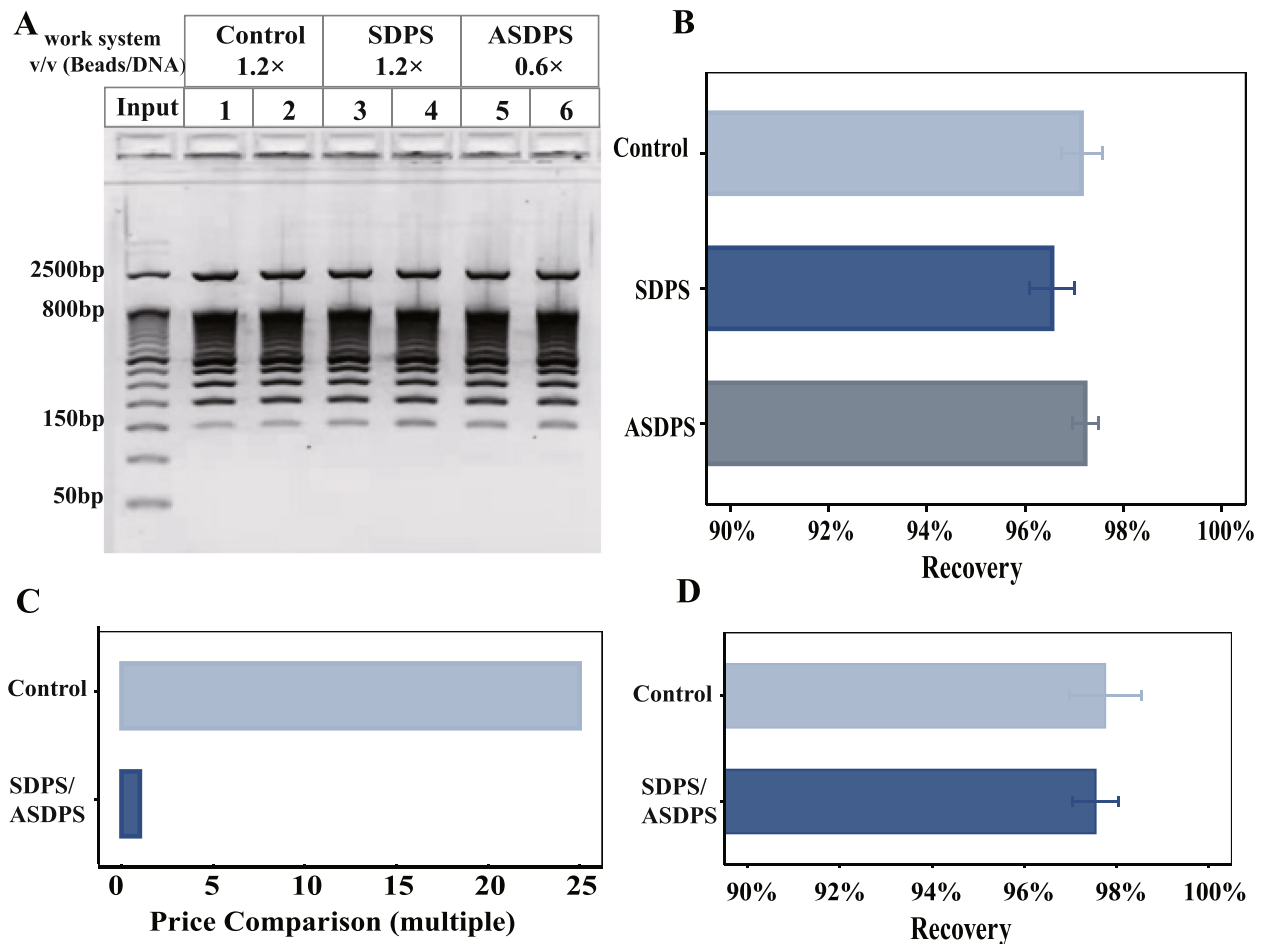 A
work system
v/v (Beads/DNA)
Control SDPS ASDPS
1.2× 1.2× 0.6×
Input 1 2 3 4 5 6
2500bp
800bp
150bp
50bp
B
Control
SDPS
ASDPS
90% 92% 94% 96% 98% 100%
Recovery
C
Control
SDPS/
ASDPS
0 5 10 15 20 25
Price Comparison (multiple)
D
Control
SDPS/
ASDPS
90% 92% 94% 96% 98% 100%
Recovery